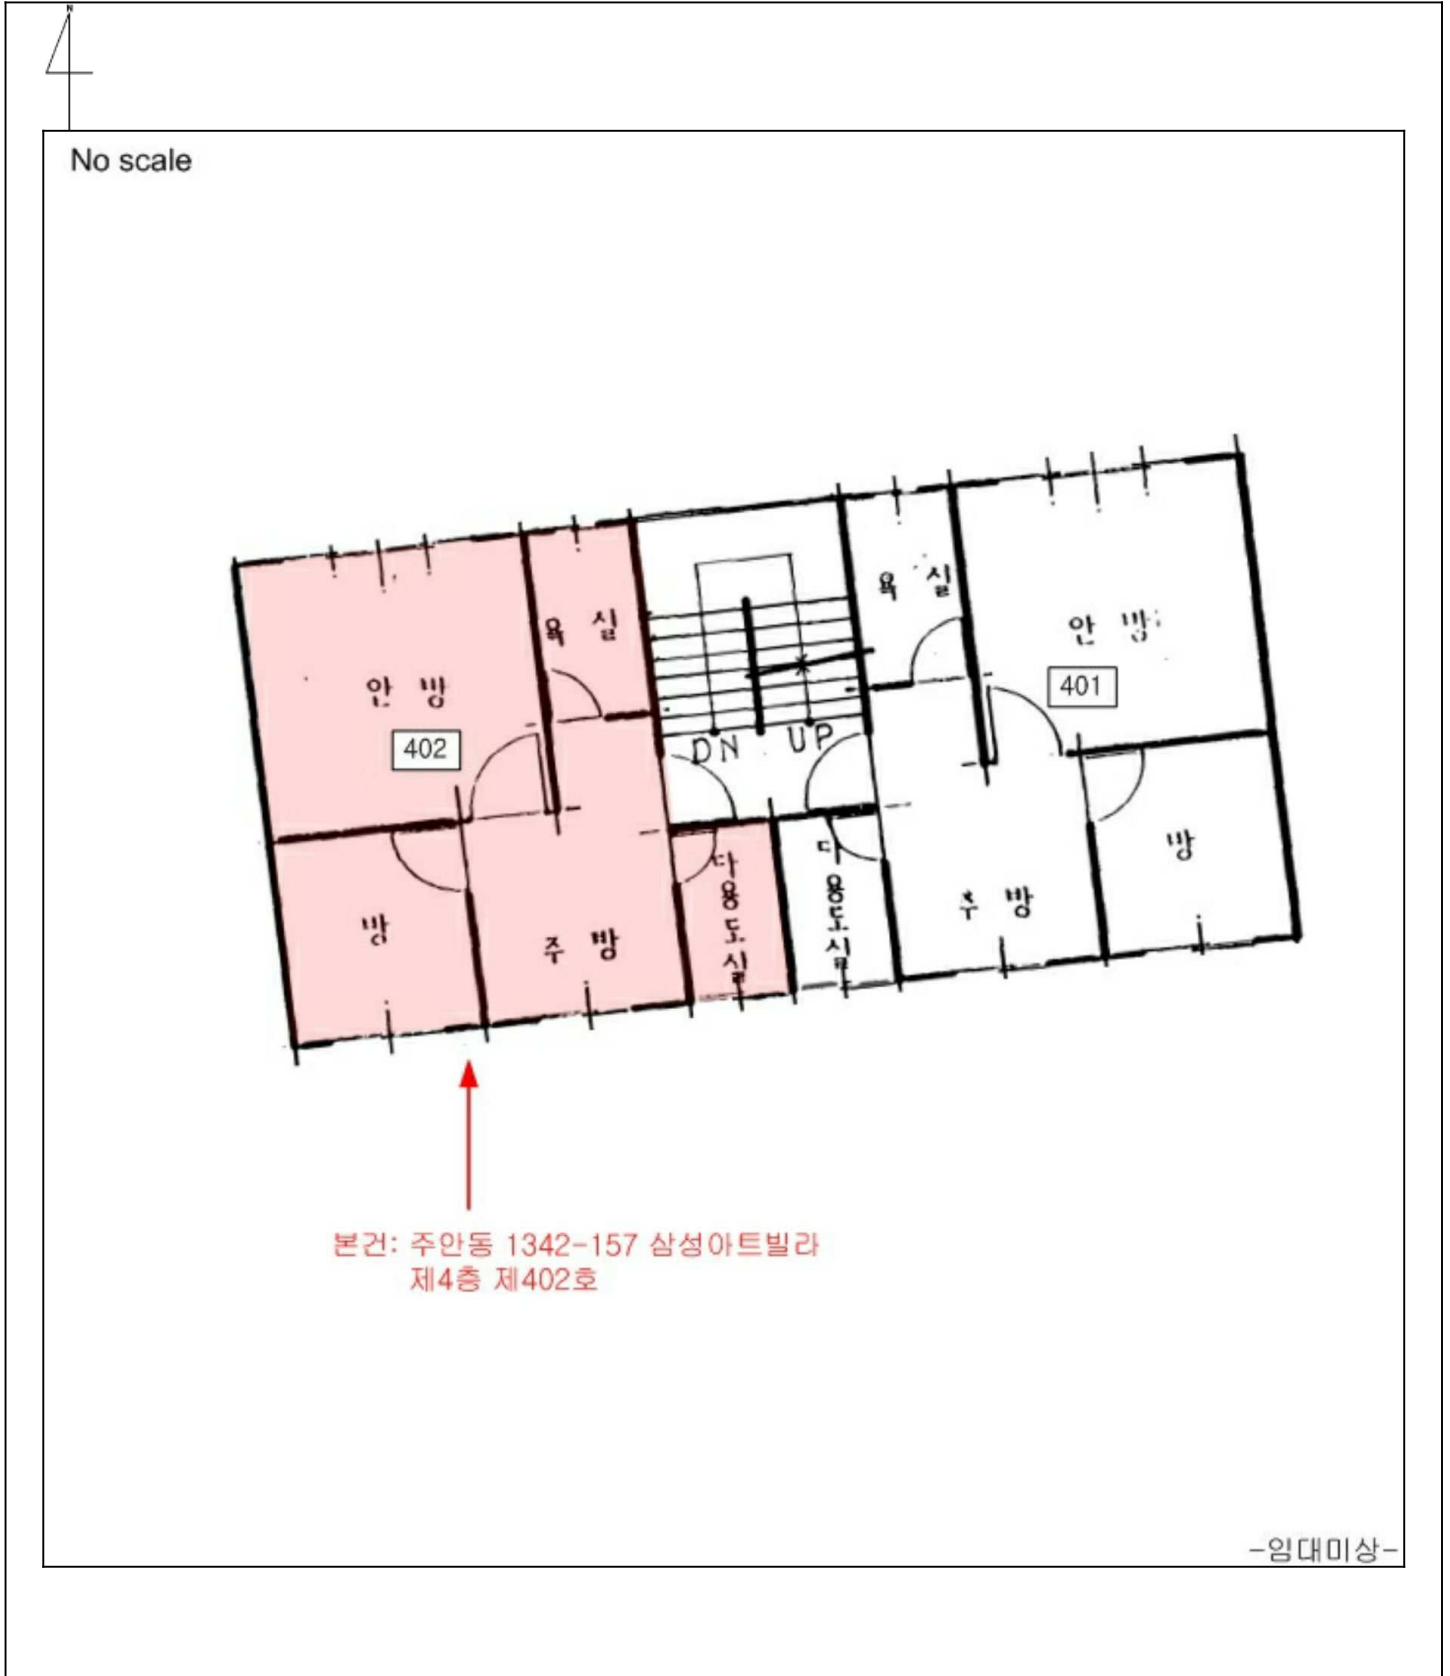 N
No scale
욕 실
안 방
401
욕 실
안 방
402
DN UP
방
주 방
다용도실
다용도실
주 방
방
본건: 주안동 1342-157 삼성아트빌라
제4층 제402호
-임대미상-